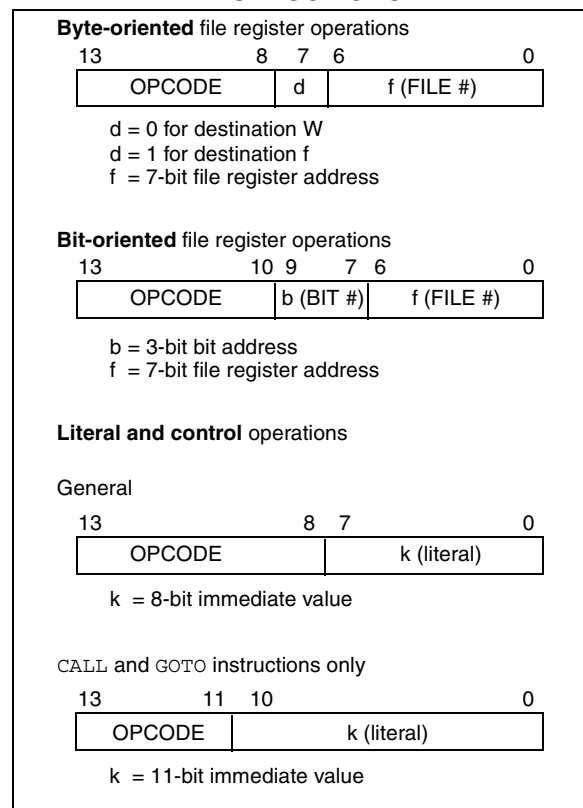 Byte-oriented file register operations
13 8 7 6 0
OPCODE d f (FILE #)
d = 0 for destination W
d = 1 for destination f
f = 7-bit file register address
Bit-oriented file register operations
13 10 9 7 6 0
OPCODE b (BIT #) f (FILE #)
b = 3-bit bit address
f = 7-bit file register address
Literal and control operations
General
13 8 7 0
OPCODE k (literal)
k = 8-bit immediate value
CALL and GOTO instructions only
13 11 10 0
OPCODE k (literal)
k = 11-bit immediate value